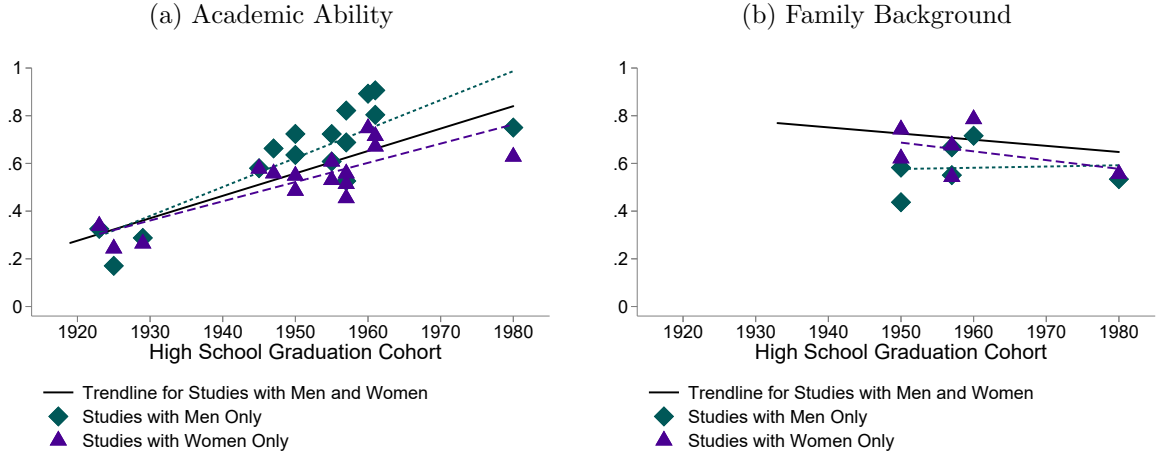 (a) Academic Ability
1
.8
.6
.4
.2
0
1920 1930 1940 1950 1960 1970 1980
High School Graduation Cohort
Trendline for Studies with Men and Women
Studies with Men Only
Studies with Women Only
(b) Family Background
1
.8
.6
.4
.2
0
1920 1930 1940 1950 1960 1970 1980
High School Graduation Cohort
Trendline for Studies with Men and Women
Studies with Men Only
Studies with Women Only